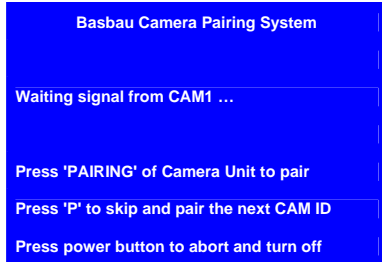 Basbau Camera Pairing System
Waiting signal from CAM1 …
Press 'PAIRING' of Camera Unit to pair
Press 'P' to skip and pair the next CAM ID
Press power button to abort and turn off